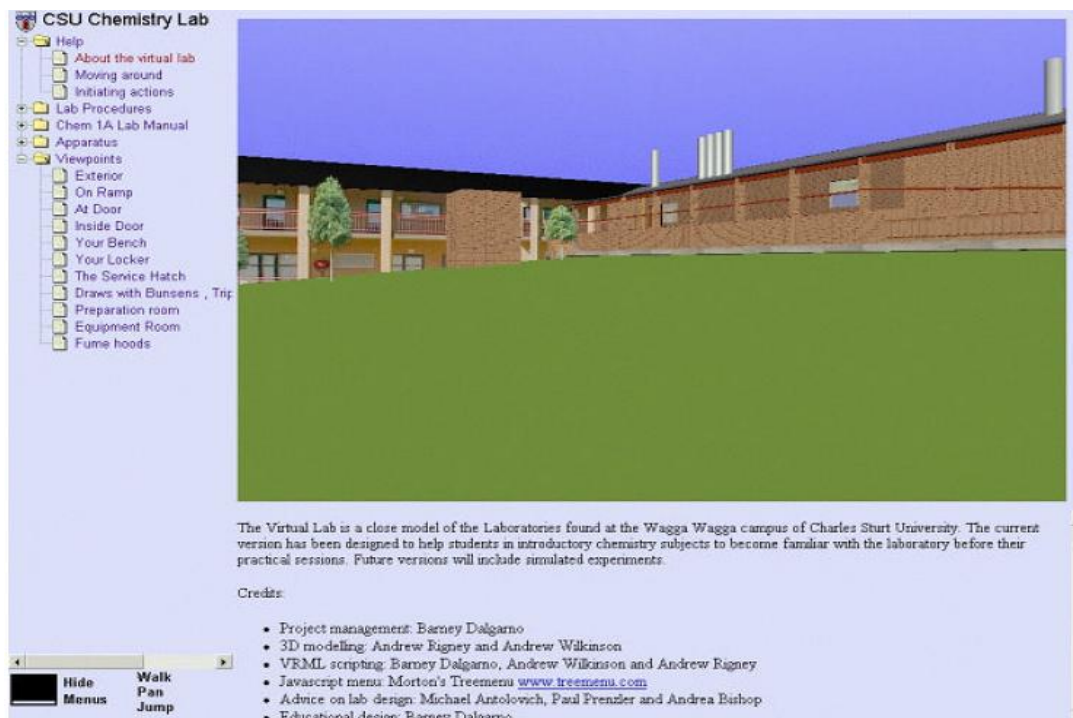 CSU Chemistry Lab
Help
About the virtual lab
Moving around
Initiating actions
Lab Procedures
Chem 1A Lab Manual
Apparatus
Viewpoints
Exterior
On Ramp
At Door
Inside Door
Your Bench
Your Locker
The Service Hatch
Draws with Bunsens , Trip
Preparation room
Equipment Room
Fume hoods
The Virtual Lab is a close model of the Laboratories found at the Wagga Wagga campus of Charles Sturt University. The current
version has been designed to help students in introductory chemistry subjects to become familiar with the laboratory before their
practical sessions. Future versions will include simulated experiments.
Credits:
Project management: Barney Dalgarno
3D modelling: Andrew Rigney and Andrew Wilkinson
VRML scripting: Barney Dalgarno, Andrew Wilkinson and Andrew Rigney
Javascript menu: Morton's Treemenu www.treemenu.com
Advice on lab design: Michael Antolovich, Paul Prenzler and Andrea Bishop
Educational design: Barney Dalgarno
Hide
Menus
Walk
Pan
Jump